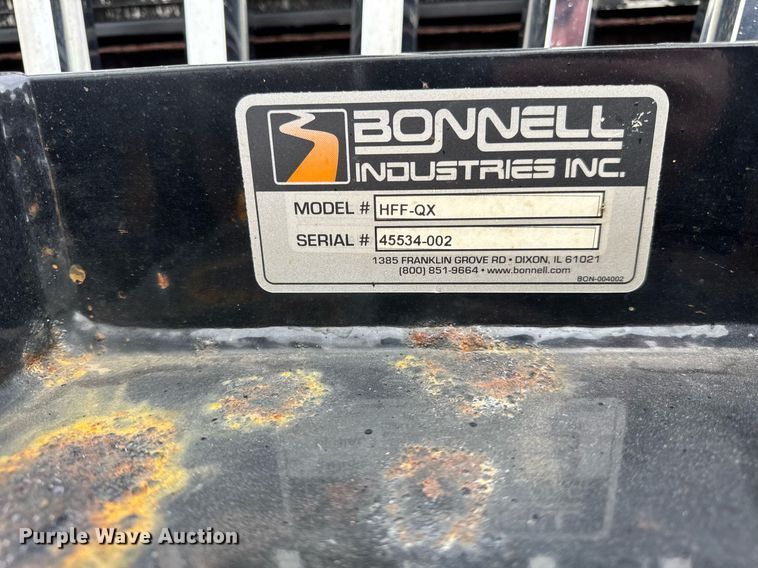 BONNELL
INDUSTRIES INC.
MODEL # HFF-QX
SERIAL # 45534-002
1385 FRANKLIN GROVE RD • DIXON, IL 61021
(800) 851-9664 • www.bonnell.com
BON-004002
Purple Wave Auction